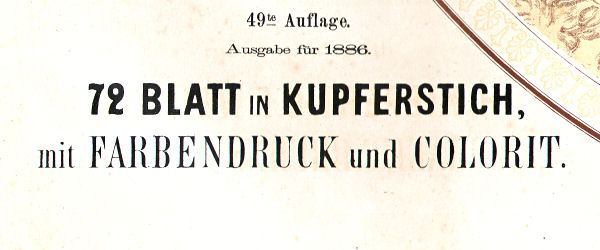 49te Auflage.
Ausgabe für 1886.
72 BLATT IN KUPFERSTICH,
mit FARBENDRUCK und COLORIT.